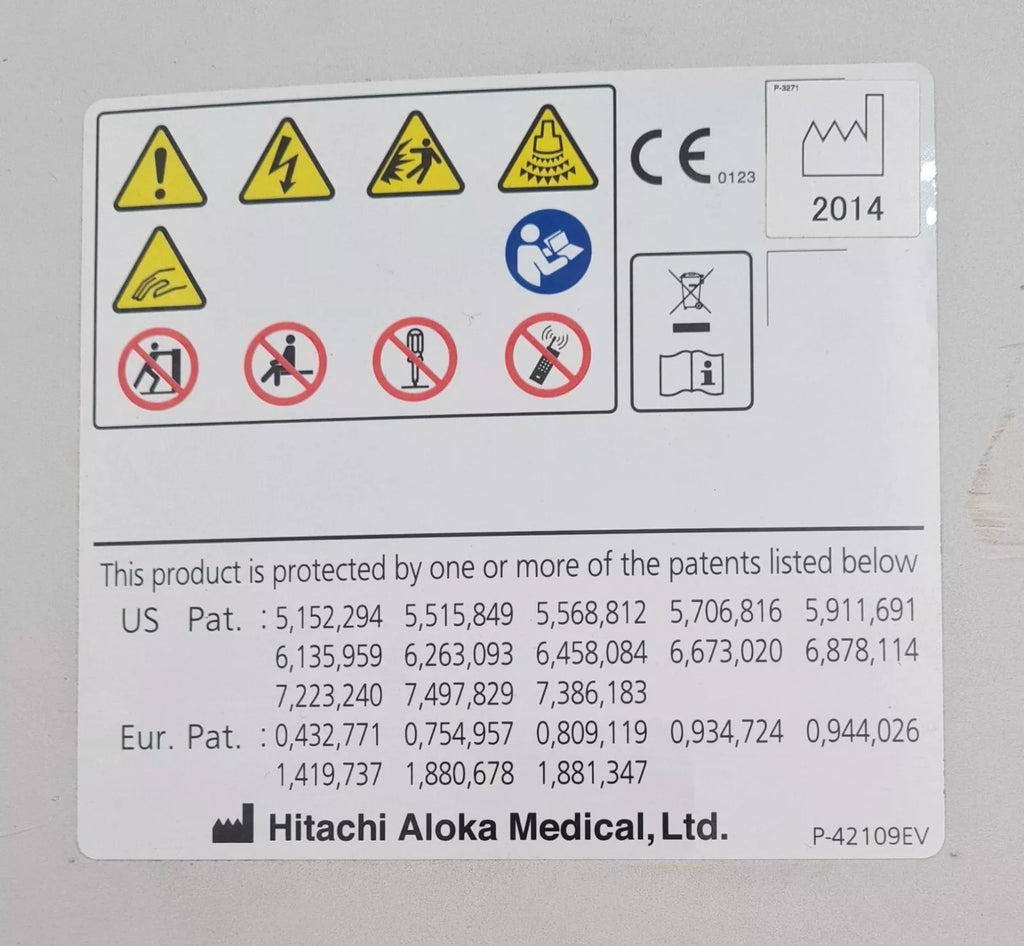 P-3271
CE 0123
2014
i
This product is protected by one or more of the patents listed below
US Pat. : 5,152,294 5,515,849 5,568,812 5,706,816 5,911,691
6,135,959 6,263,093 6,458,084 6,673,020 6,878,114
7,223,240 7,497,829 7,386,183
Eur. Pat. : 0,432,771 0,754,957 0,809,119 0,934,724 0,944,026
1,419,737 1,880,678 1,881,347
Hitachi Aloka Medical, Ltd.
P-42109EV